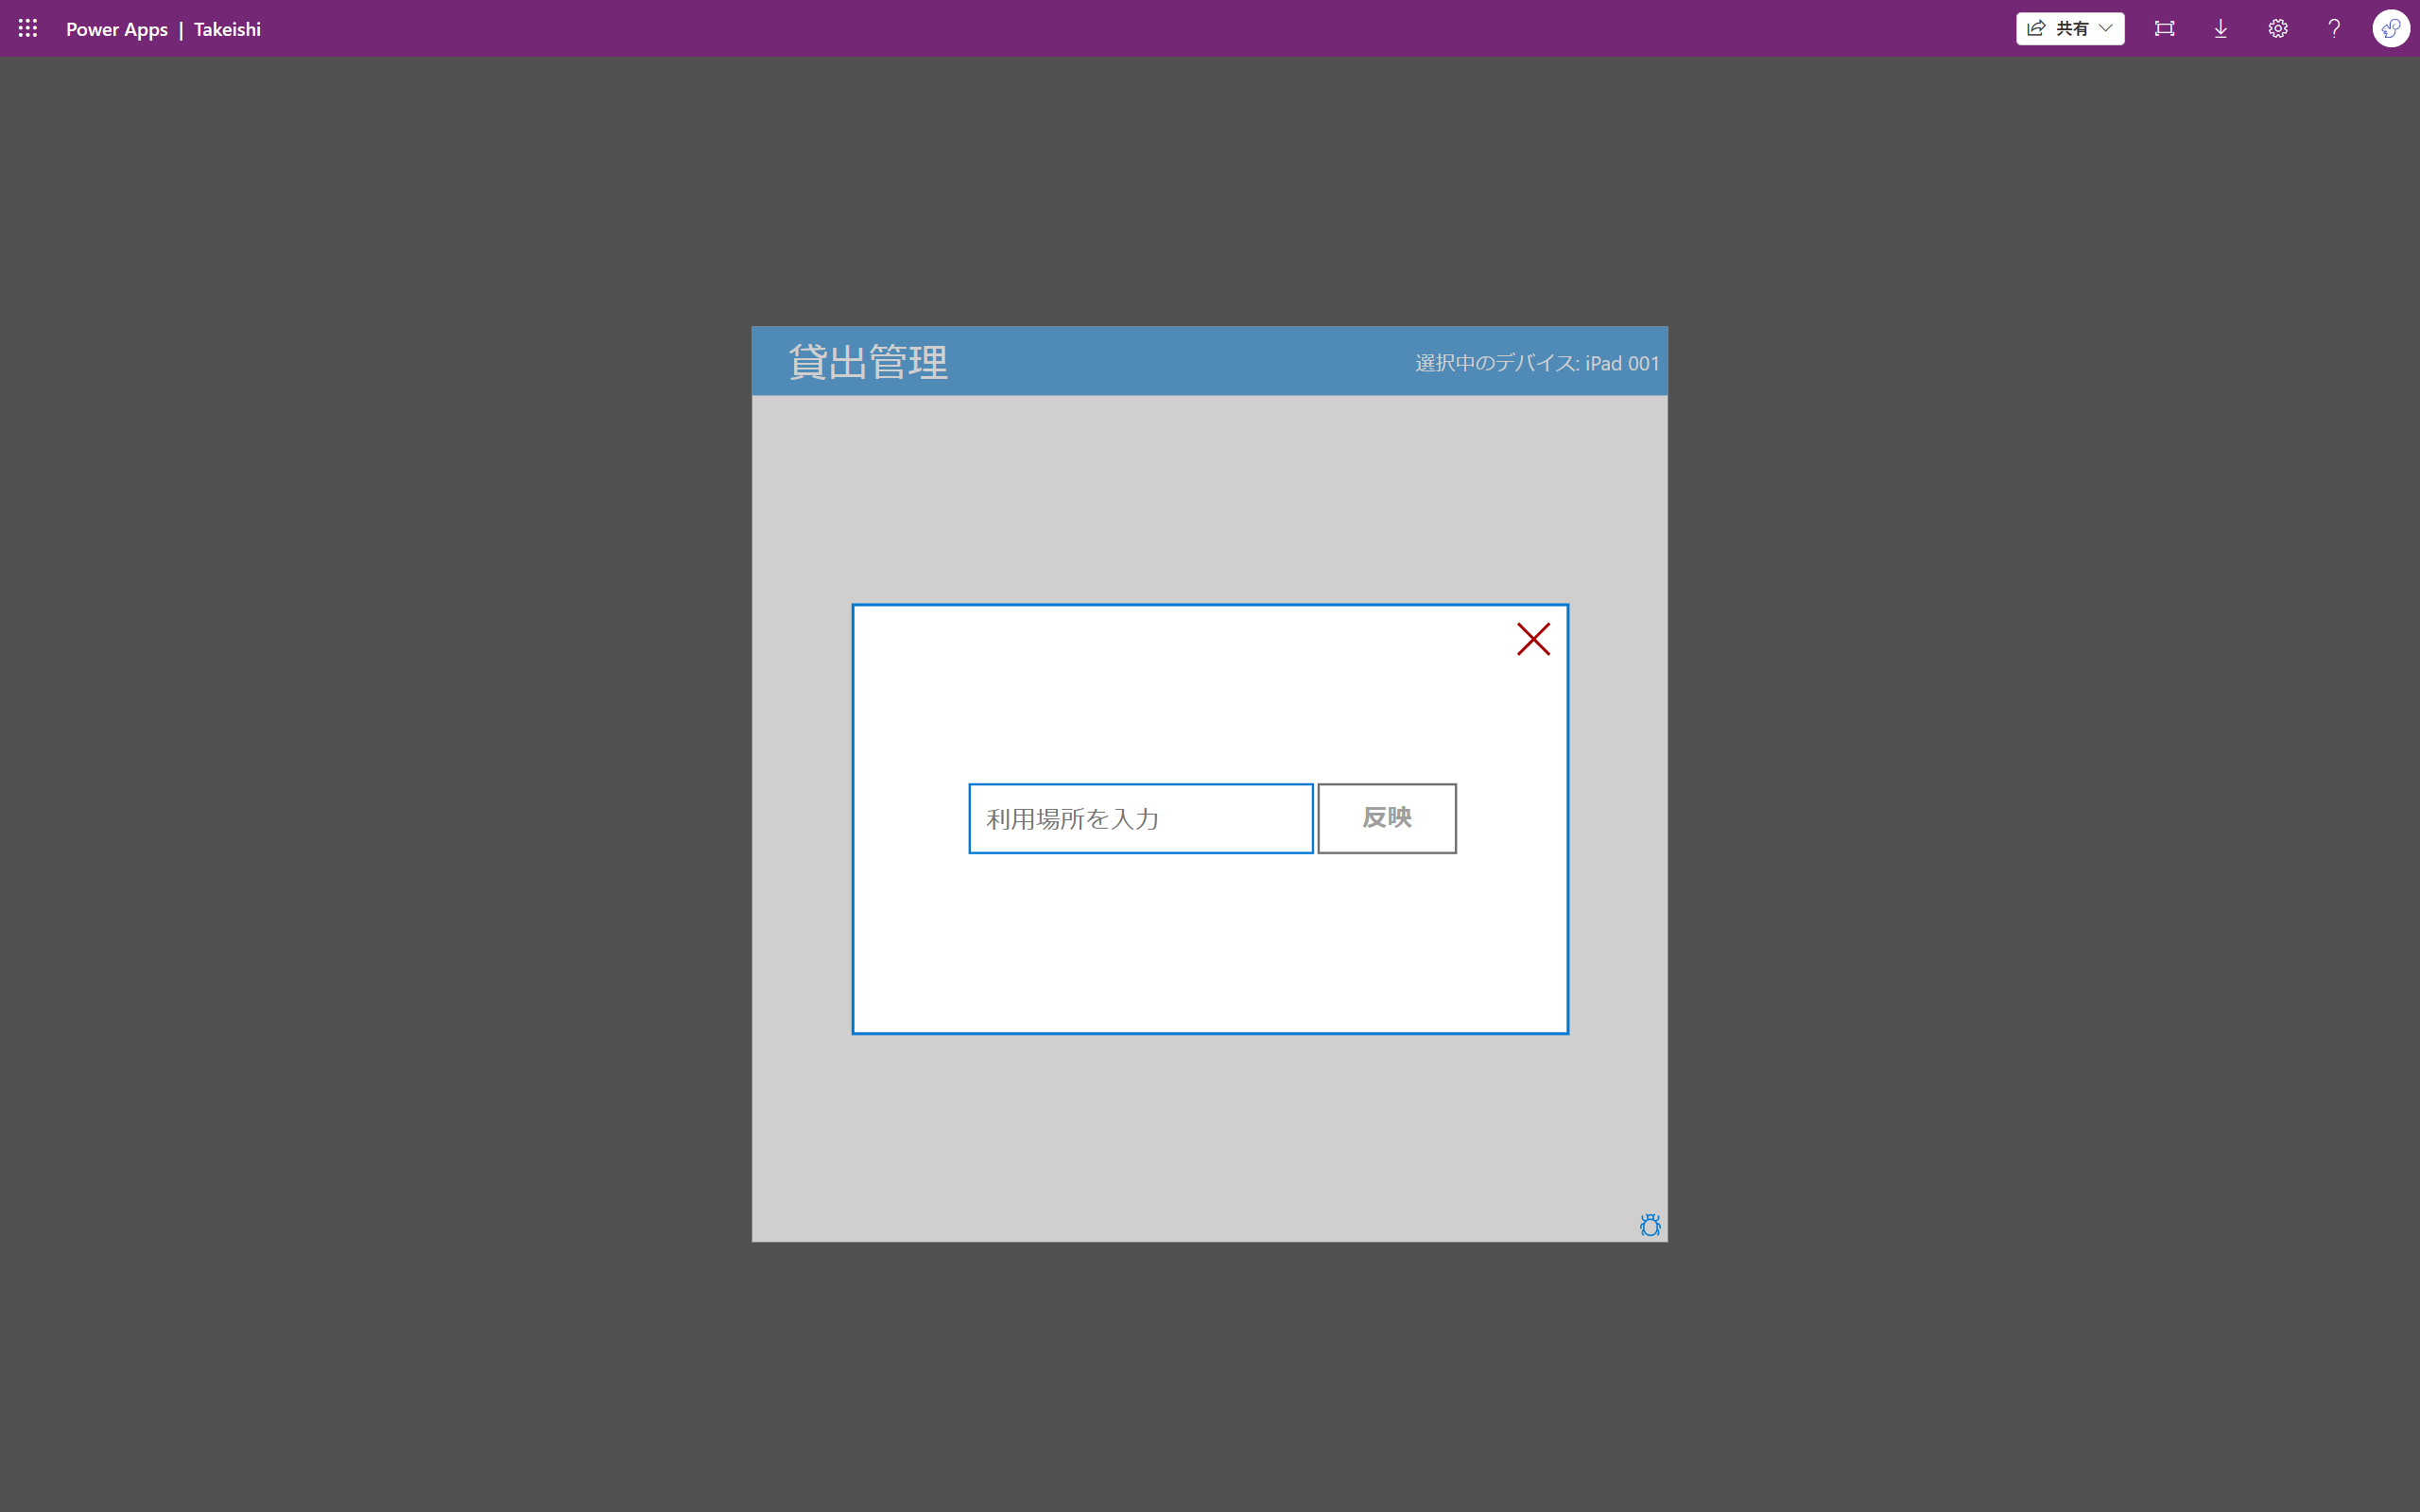 Power Apps | Takeishi
共有
貸出管理
選択中のデバイス: iPad 001
利用場所を入力
反映